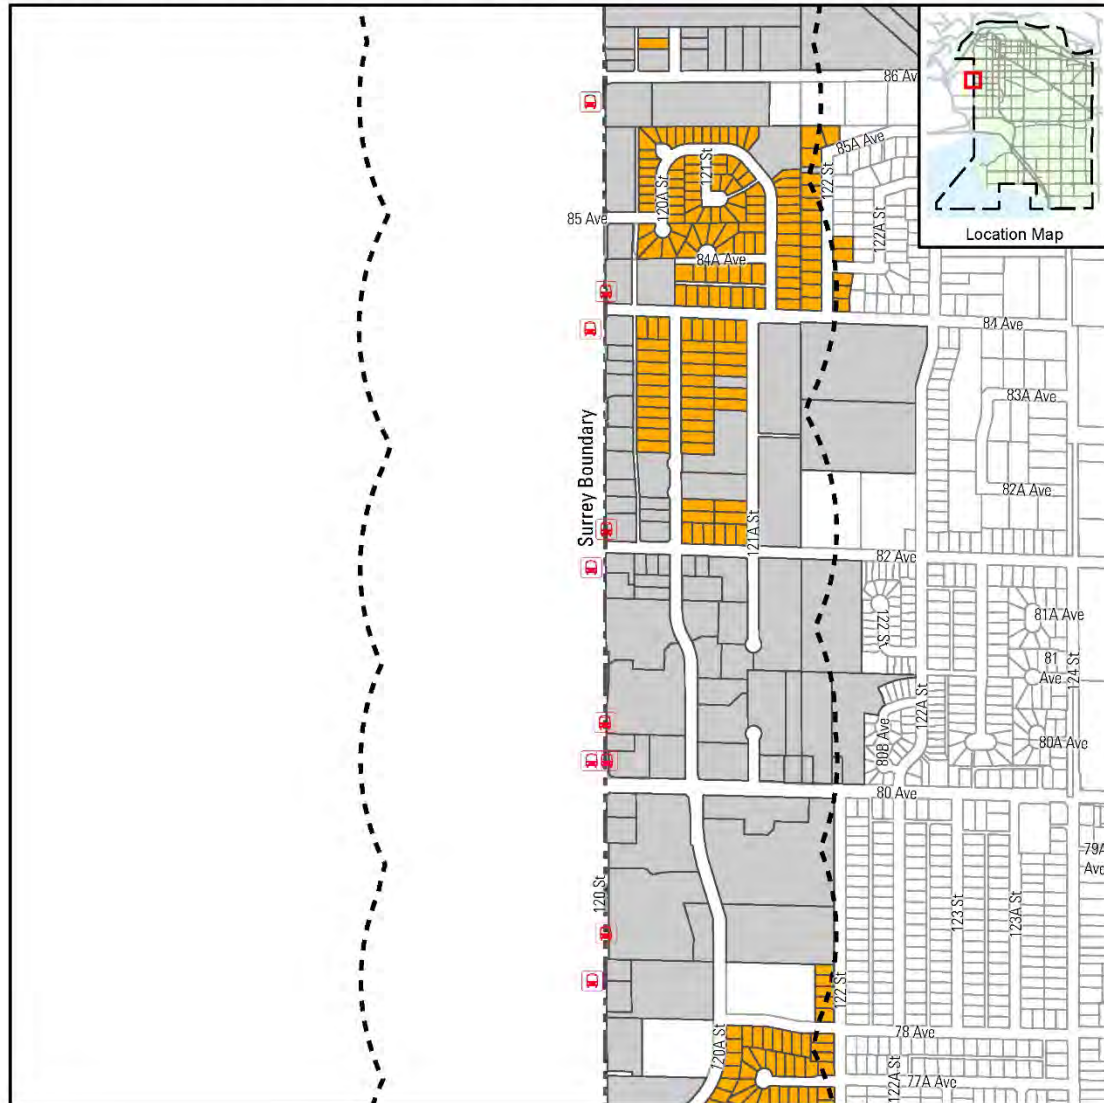 86 Av
85A Ave
121 St
120A St
122 St
122A St
85 Ave
84A Ave
Location Map
84 Ave
83A Ave
82A Ave
Surrey Boundary
121A St
82 Ave
122 St
81A Ave
81
Ave
124 St
122A St
80B Ave
80A Ave
80 Ave
79A
Ave
120 St
123 St
123A St
122 St
78 Ave
120A St
122A St
77A Ave